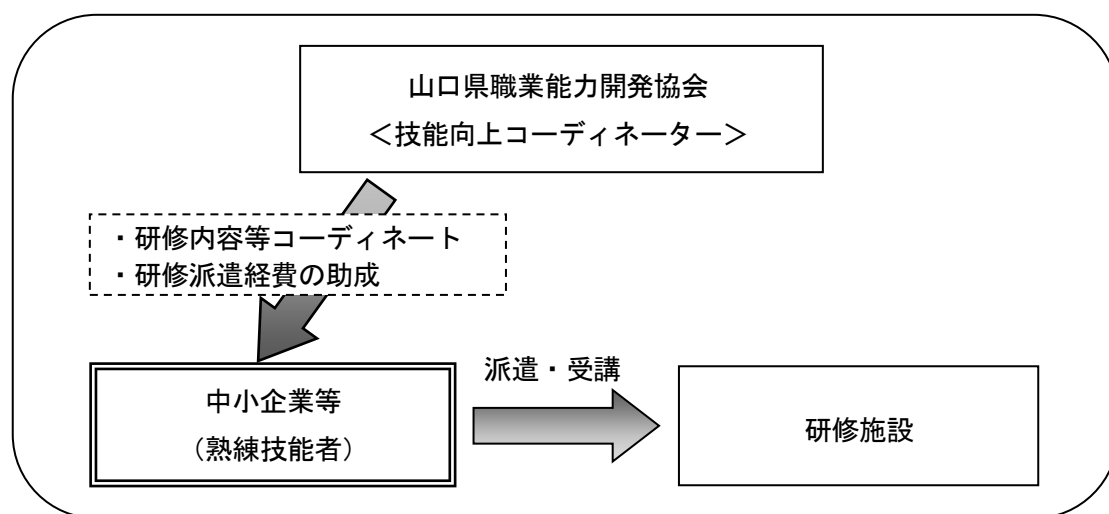 山口県職業能力開発協会
＜技能向上コーディネーター＞
・研修内容等コーディネート
・研修派遣経費の助成
派遣・受講
中小企業等
（熟練技能者）
研修施設